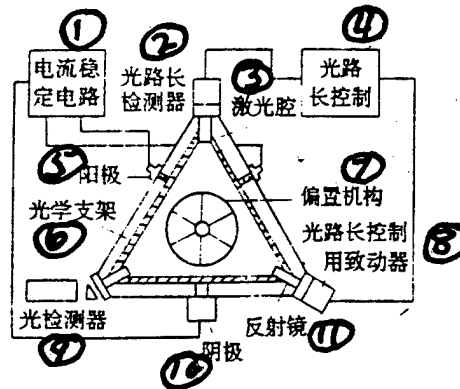 ①
②
④
电流稳
定电路
光路长
检测器
③
激光腔
光路
长控制
⑤
阳极
⑦
偏置机构
光学支架
⑥
光路长控制
用致动器
⑧
光检测器
⑨
反射镜
⑪
阴极
⑩